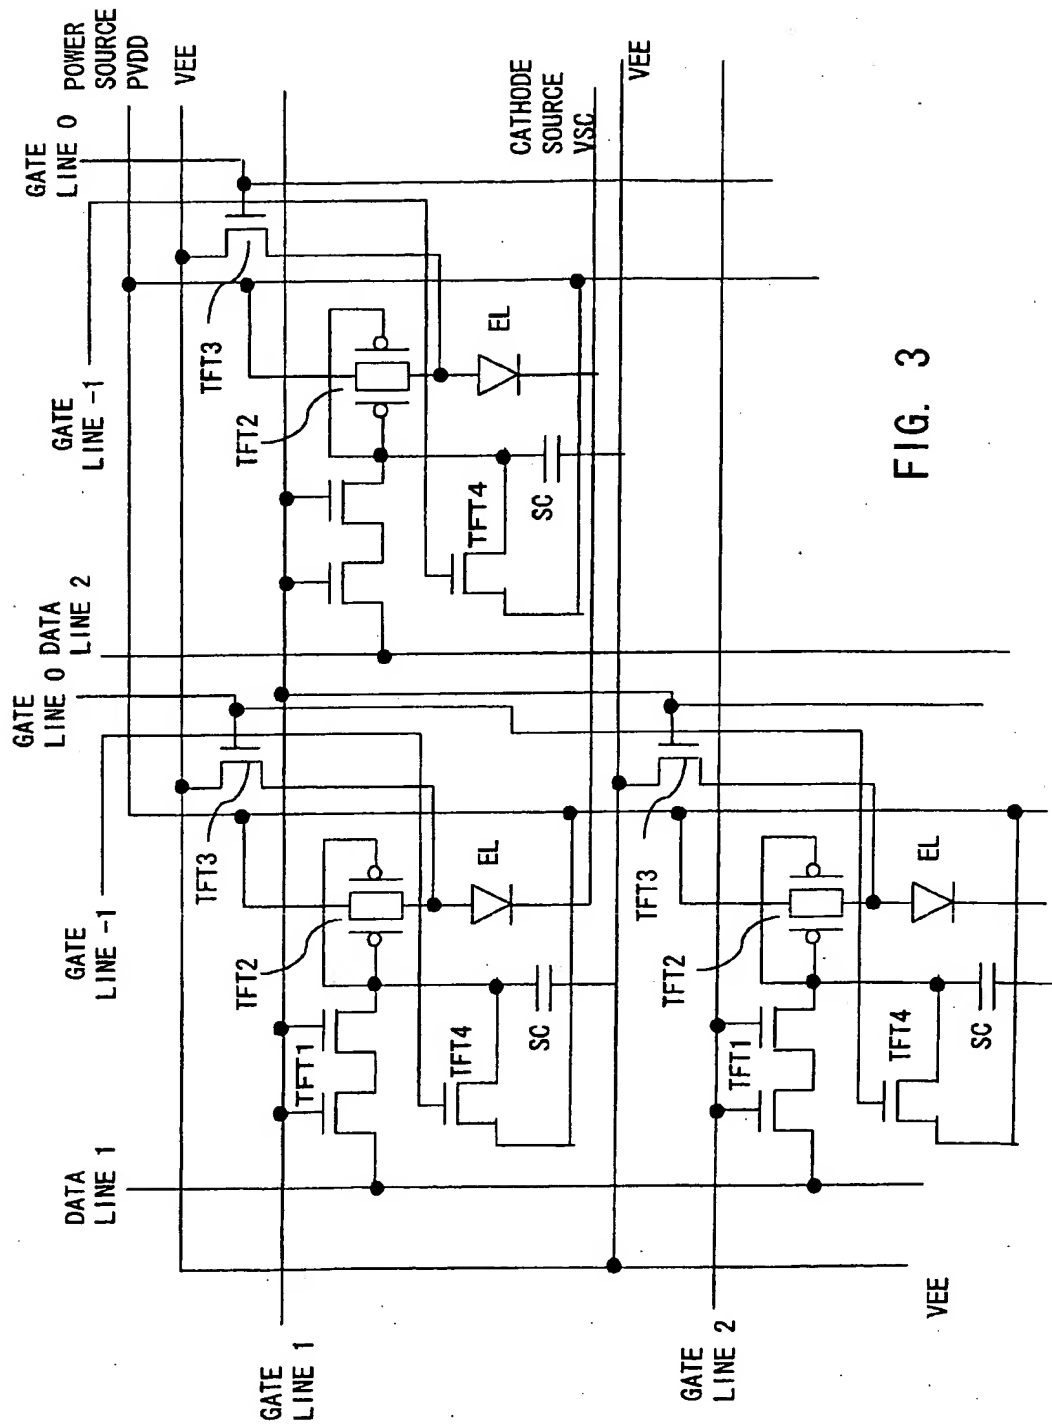 DATA
LINE 1
GATE
LINE -1
GATE
LINE 0
DATA
LINE 2
GATE
LINE -1
GATE
LINE 0
POWER
SOURCE
PVDD
VEE
GATE
LINE 1
TFT1
TFT2
TFT3
TFT2
TFT3
TFT4
SC
EL
TFT4
SC
EL
CATHODE
SOURCE
VSC
VEE
GATE
LINE 2
TFT1
TFT2
TFT3
TFT4
SC
EL
VEE
FIG. 3